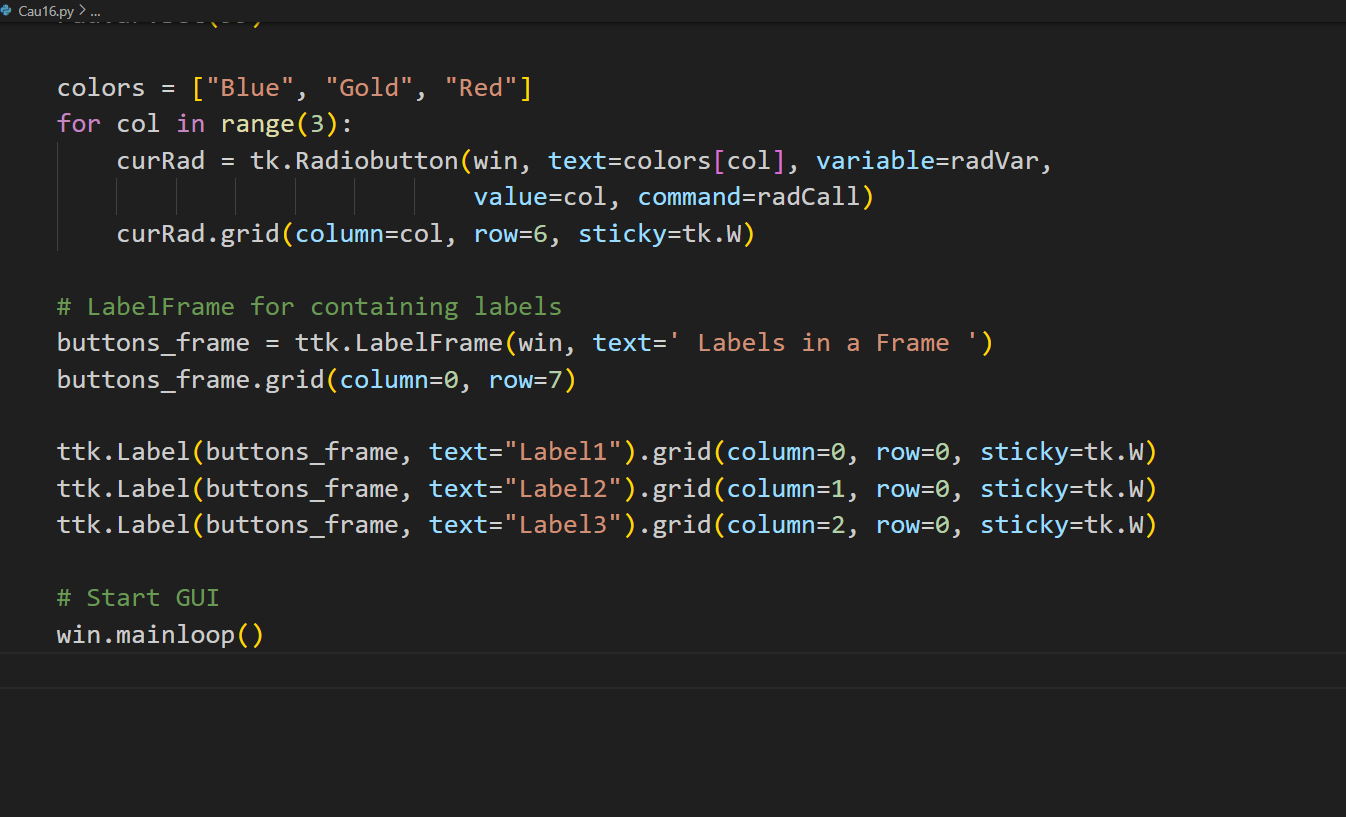 Cau16.py > ...
colors = ["Blue", "Gold", "Red"]
for col in range(3):
    curRad = tk.Radiobutton(win, text=colors[col], variable=radVar,
                            value=col, command=radCall)
    curRad.grid(column=col, row=6, sticky=tk.W)
# LabelFrame for containing labels
buttons_frame = ttk.LabelFrame(win, text=' Labels in a Frame ')
buttons_frame.grid(column=0, row=7)
ttk.Label(buttons_frame, text="Label1").grid(column=0, row=0, sticky=tk.W)
ttk.Label(buttons_frame, text="Label2").grid(column=1, row=0, sticky=tk.W)
ttk.Label(buttons_frame, text="Label3").grid(column=2, row=0, sticky=tk.W)
# Start GUI
win.mainloop()